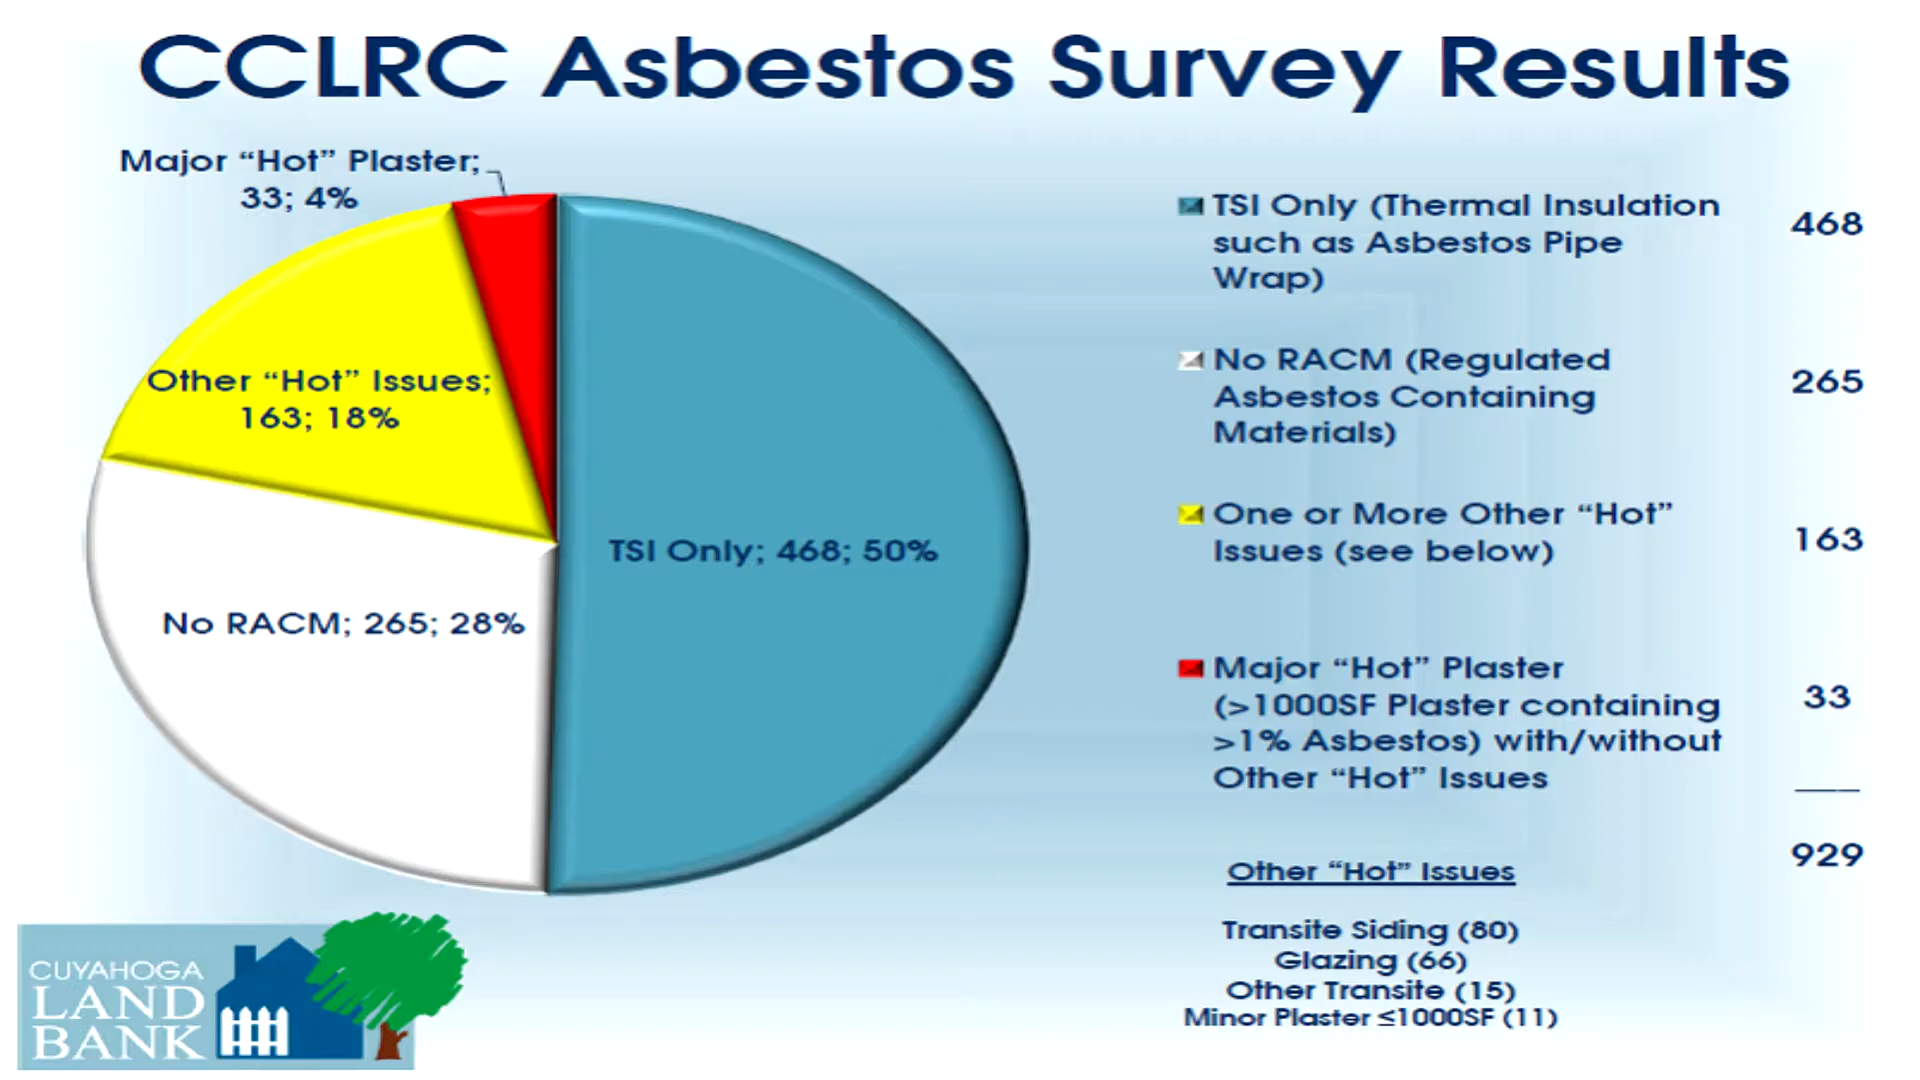 CCLRC Asbestos Survey Results
Major “Hot” Plaster;
33; 4%
Other “Hot” Issues;
163; 18%
TSI Only; 468; 50%
No RACM; 265; 28%
TSI Only (Thermal Insulation
such as Asbestos Pipe
Wrap)
468
No RACM (Regulated
Asbestos Containing
Materials)
265
One or More Other “Hot”
Issues (see below)
163
Major “Hot” Plaster
(>1000SF Plaster containing
>1% Asbestos) with/without
Other “Hot” Issues
33
929
Other “Hot” Issues
Transite Siding (80)
Glazing (66)
Other Transite (15)
Minor Plaster ≤1000SF (11)
CUYAHOGA
LAND
BANK